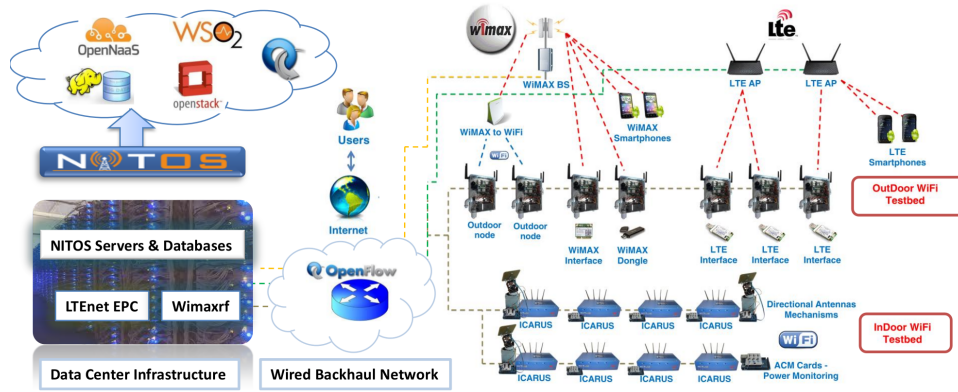 OpenNaaS
WSO2
openstack
NITOS
NITOS Servers & Databases
LTEnet EPC
Wimaxrf
Data Center Infrastructure
Users
Internet
OpenFlow
Wired Backhaul Network
wimax
WiMAX BS
Lte
LTE AP
LTE AP
WiMAX to WiFi
WiFi
WiMAX
Smartphones
LTE
Smartphones
Outdoor
node
Outdoor
node
WiMAX
Interface
WiMAX
Dongle
LTE
Interface
LTE
Interface
LTE
Interface
OutDoor WiFi
Testbed
ICARUS
ICARUS
ICARUS
ICARUS
Directional Antennas
Mechanisms
WiFi
InDoor WiFi
Testbed
ICARUS
ICARUS
ICARUS
ICARUS
ACM Cards -
Power Monitoring